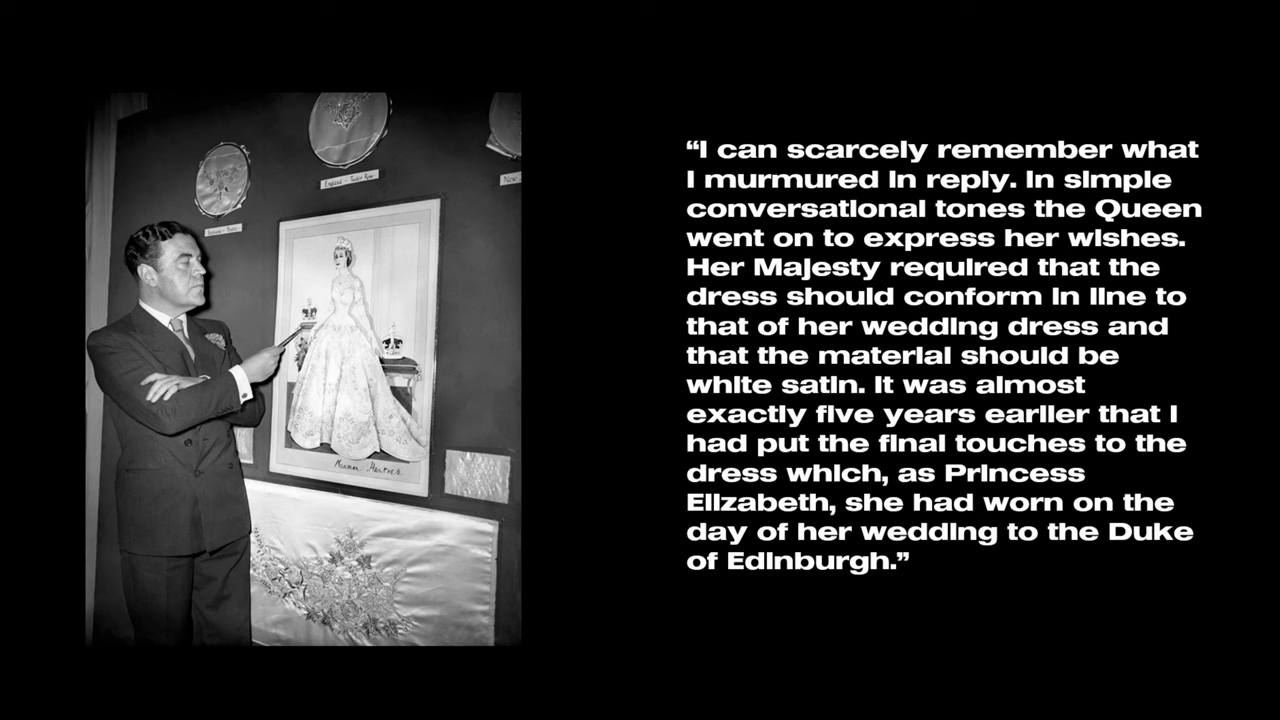 England - Tudor Rose
New
Norman Hartnell
“I can scarcely remember what
I murmured in reply. In simple
conversational tones the Queen
went on to express her wishes.
Her Majesty required that the
dress should conform in line to
that of her wedding dress and
that the material should be
white satin. It was almost
exactly five years earlier that I
had put the final touches to the
dress which, as Princess
Elizabeth, she had worn on the
day of her wedding to the Duke
of Edinburgh.”